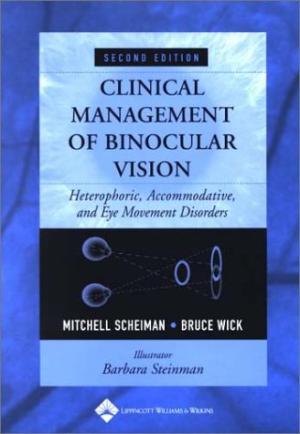 SECOND EDITION
CLINICAL
MANAGEMENT
OF BINOCULAR
VISION
Heterophoric, Accommodative,
and Eye Movement Disorders
MITCHELL SCHEIMAN • BRUCE WICK
Illustrator
Barbara Steinman
LIPPINCOTT WILLIAMS & WILKINS